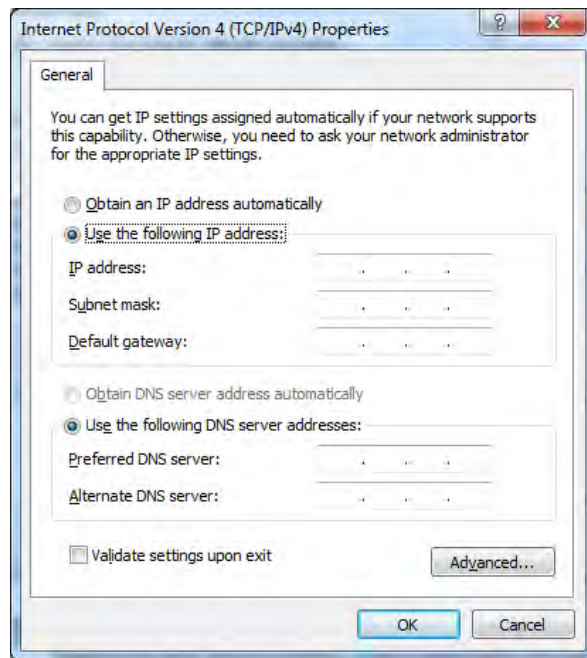 Internet Protocol Version 4 (TCP/IPv4) Properties
General
You can get IP settings assigned automatically if your network supports
this capability. Otherwise, you need to ask your network administrator
for the appropriate IP settings.
Obtain an IP address automatically
Use the following IP address:
IP address:
Subnet mask:
Default gateway:
Obtain DNS server address automatically
Use the following DNS server addresses:
Preferred DNS server:
Alternate DNS server:
Validate settings upon exit
Advanced...
OK
Cancel